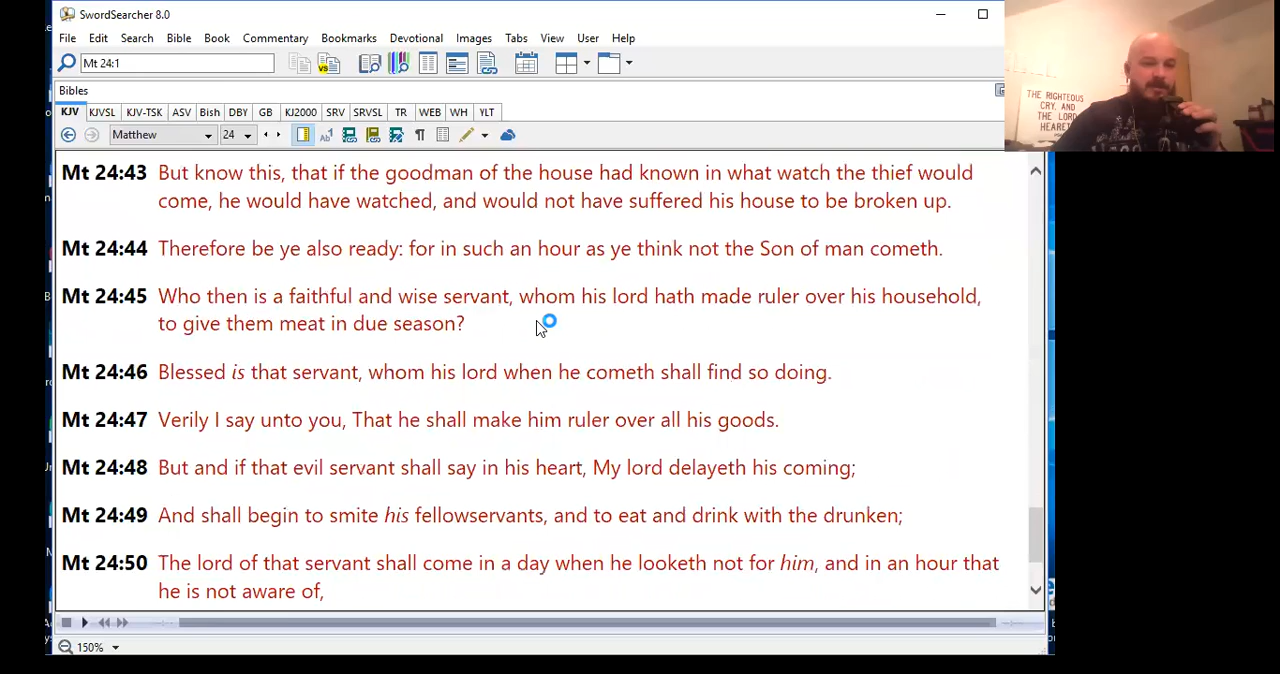 SwordSearcher 8.0
File Edit Search Bible Book Commentary Bookmarks Devotional Images Tabs View User Help
Mt 24:1
Bibles
KJV KJVSL KJV-TSK ASV Bish DBY GB KJ2000 SRV SRVSL TR WEB WH YLT
Matthew 24
THE RIGHTEOUS
CRY, AND
THE LORD
HEARETH
Mt 24:43 But know this, that if the goodman of the house had known in what watch the thief would
come, he would have watched, and would not have suffered his house to be broken up.
Mt 24:44 Therefore be ye also ready: for in such an hour as ye think not the Son of man cometh.
Mt 24:45 Who then is a faithful and wise servant, whom his lord hath made ruler over his household,
to give them meat in due season?
Mt 24:46 Blessed is that servant, whom his lord when he cometh shall find so doing.
Mt 24:47 Verily I say unto you, That he shall make him ruler over all his goods.
Mt 24:48 But and if that evil servant shall say in his heart, My lord delayeth his coming;
Mt 24:49 And shall begin to smite his fellowservants, and to eat and drink with the drunken;
Mt 24:50 The lord of that servant shall come in a day when he looketh not for him, and in an hour that
he is not aware of,
150%